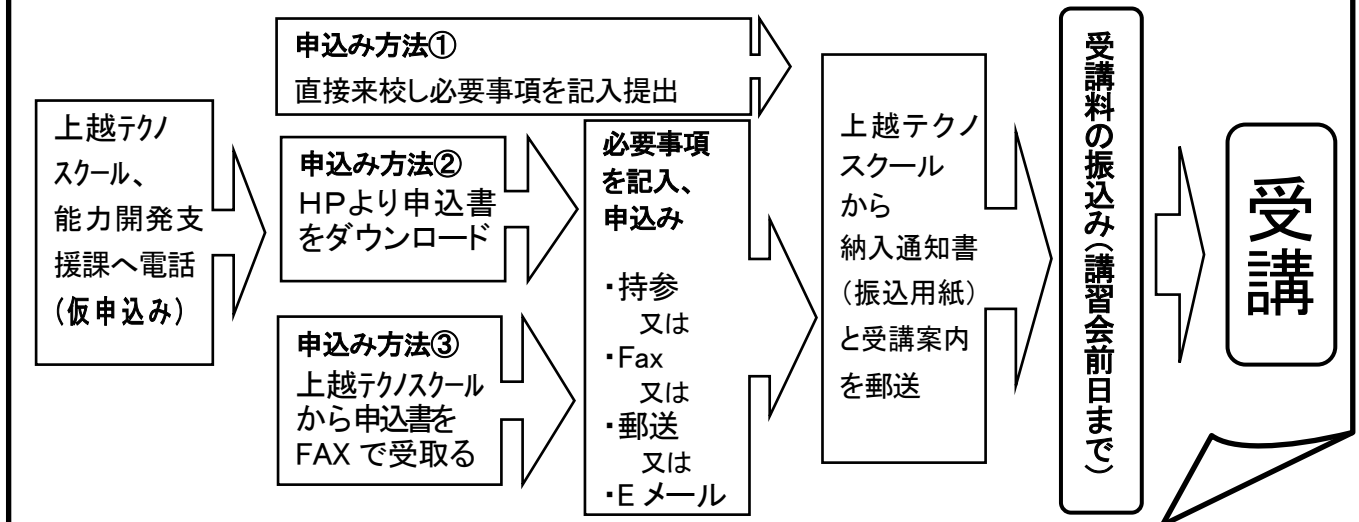 上越テクノ
スクール、
能力開発支
援課へ電話
(仮申込み)
申込み方法①
直接来校し必要事項を記入提出
申込み方法②
HPより申込書
をダウンロード
申込み方法③
上越テクノスクール
から申込書を
FAXで受取る
必要事項
を記入、
申込み
・持参
又は
・Fax
又は
・郵送
又は
・Eメール
上越テクノ
スクール
から
納入通知書
(振込用紙)
と受講案内
を郵送
受講料の振込み(講習会前日まで)
受講